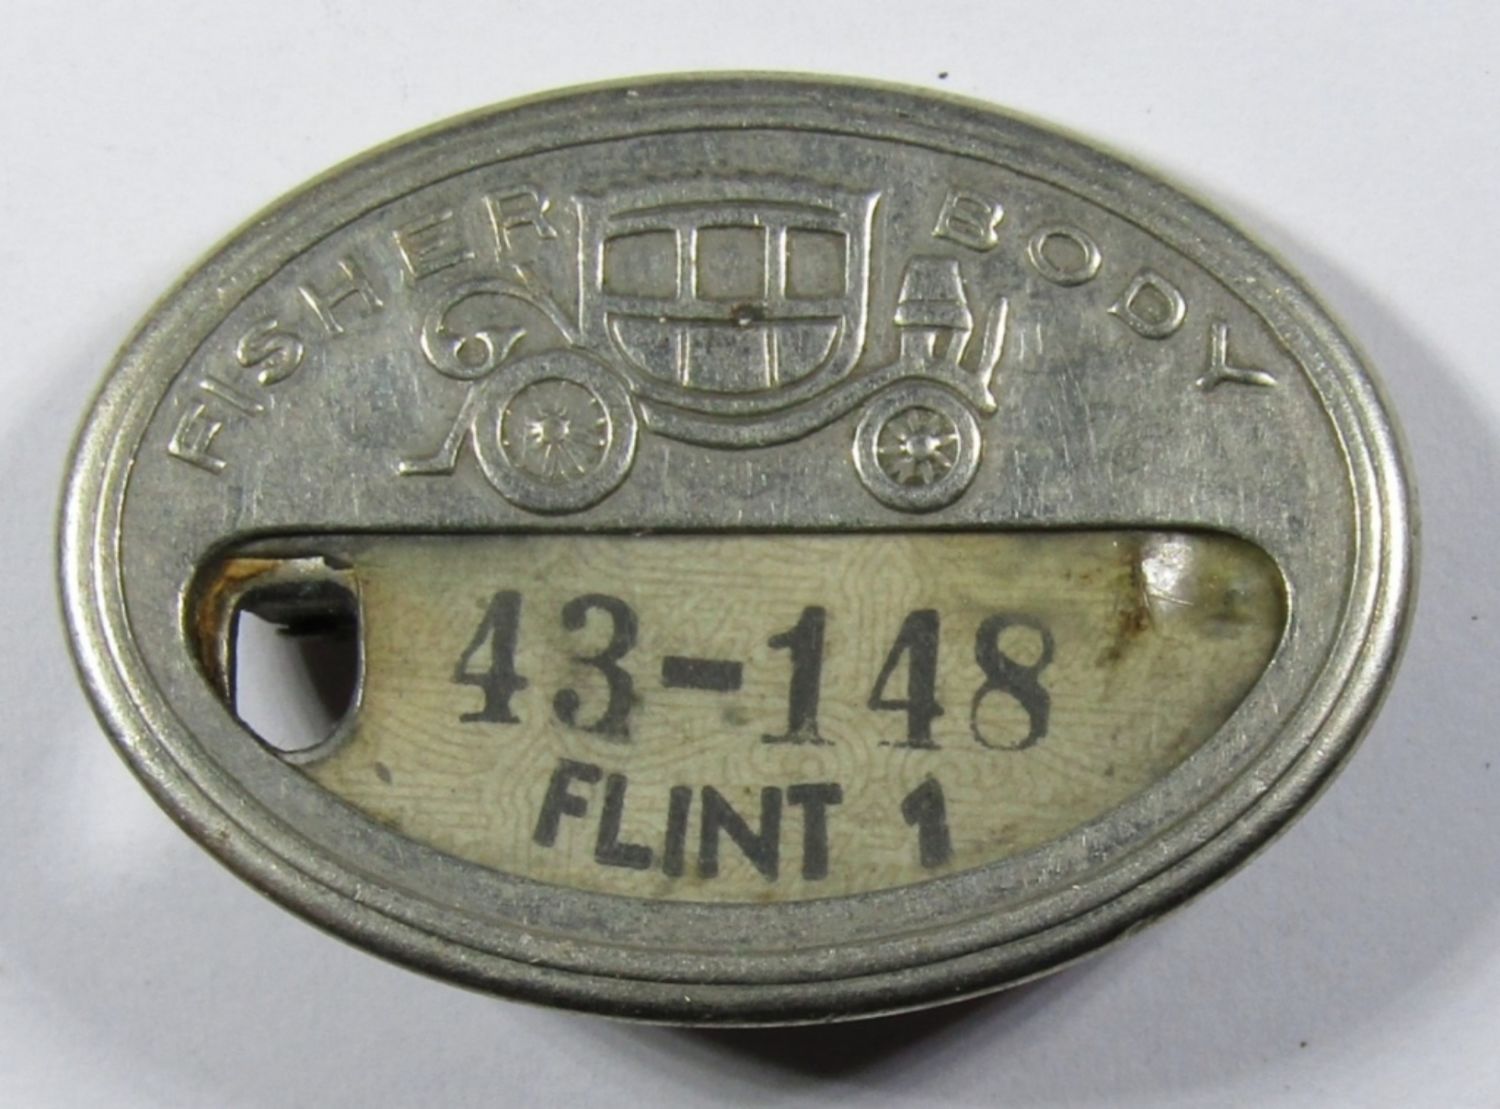 FISHER BODY
43-148
FLINT 1